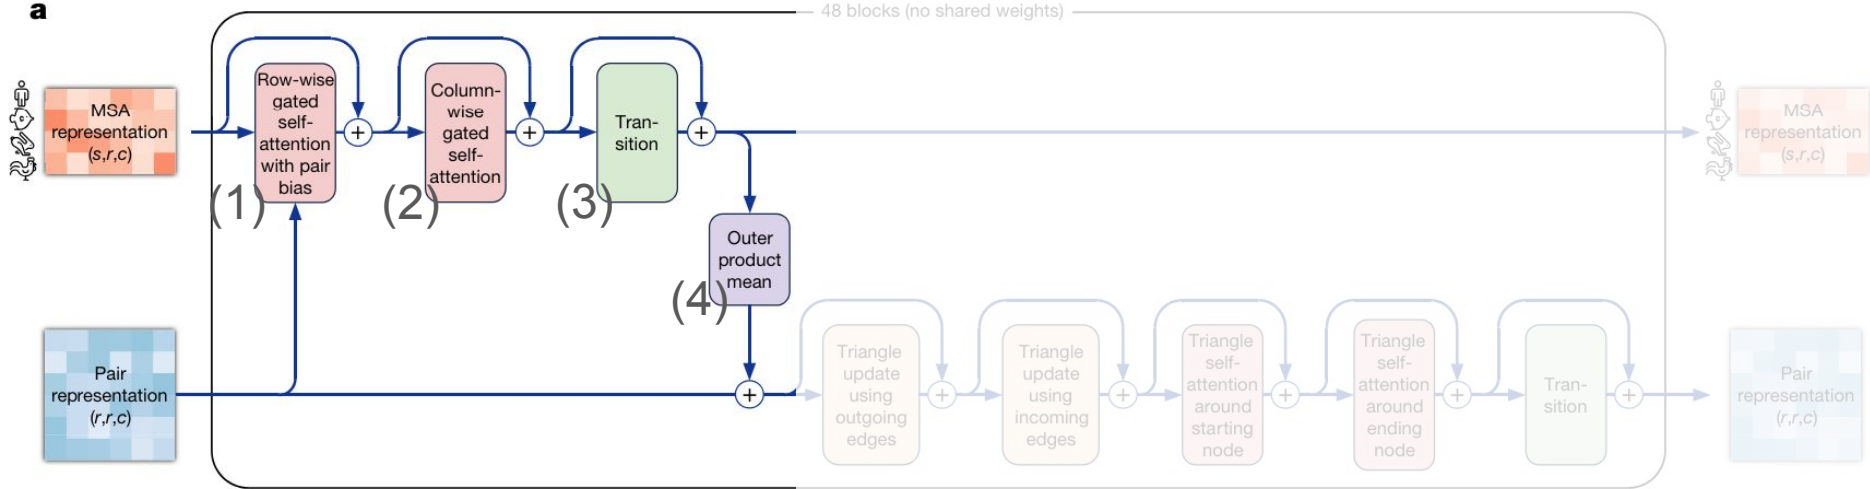 a
48 blocks (no shared weights)
MSA
representation
(s,r,c)
Row-wise
gated
self-
attention
with pair
bias
(1)
Column-
wise
gated
self-
attention
(2)
Tran-
sition
(3)
MSA
representation
(s,r,c)
Outer
product
mean
(4)
Pair
representation
(r,r,c)
Triangle
update
using
outgoing
edges
Triangle
update
using
incoming
edges
Triangle
self-
attention
around
starting
node
Triangle
self-
attention
around
ending
node
Tran-
sition
Pair
representation
(r,r,c)